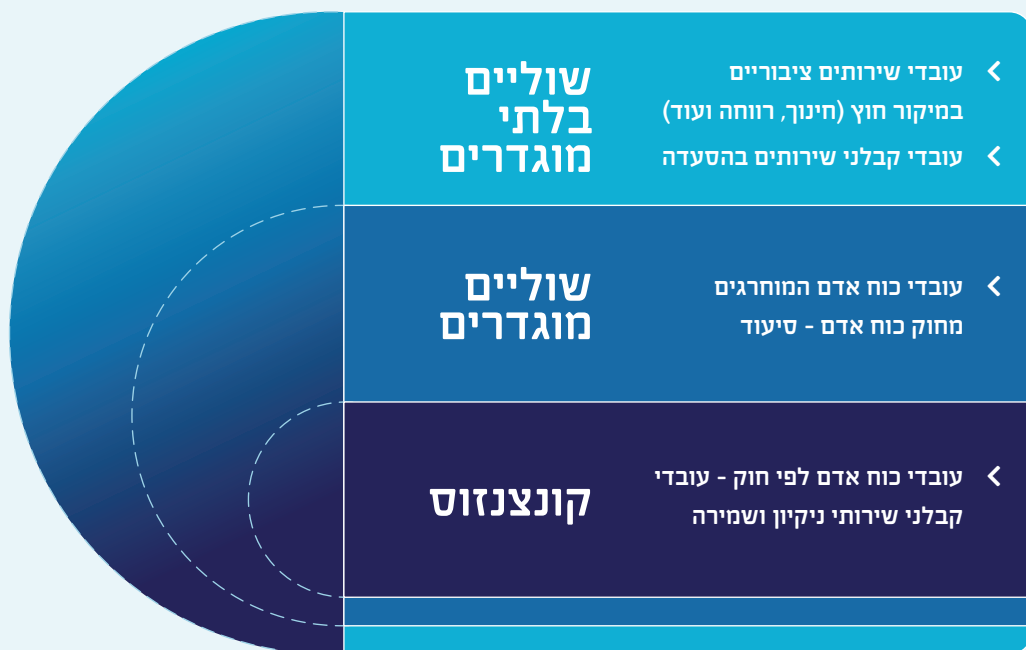 עובדי שירותים ציבוריים
במיקור חוץ (חינוך, רווחה ועוד)
עובדי קבלני שירותים בהסעדה
שוליים
בלתי
מוגדרים
עובדי כוח אדם המוחרגים
מחוק כוח אדם - סיעוד
שוליים
מוגדרים
עובדי כוח אדם לפי חוק - עובדי
קבלני שירותי ניקיון ושמירה
קונצנזוס